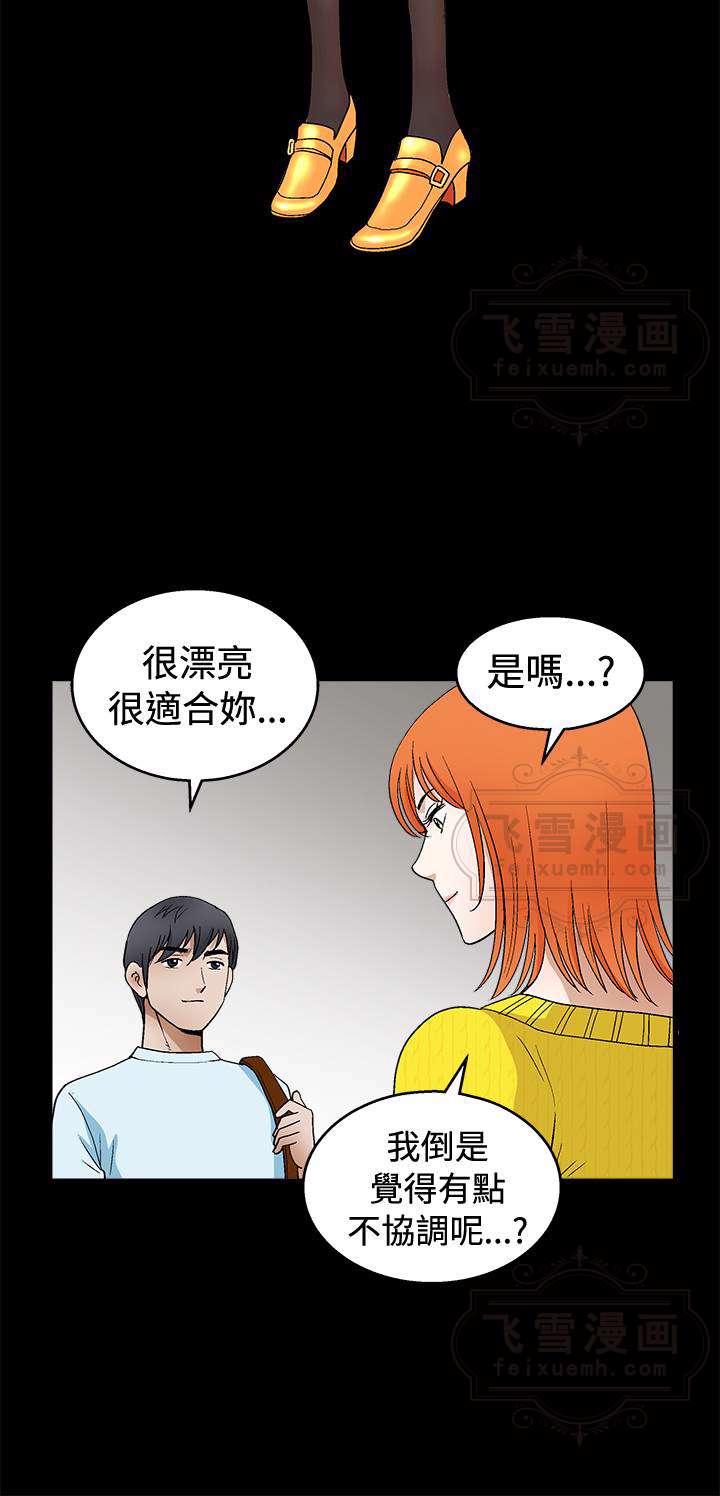 飞雪漫画
feixuemh.com
很漂亮
很適合妳...
是嗎...?
飞雪漫画
feixuemh.com
我倒是
覺得有點
不協調呢...?
飞雪漫画
feixuemh.com